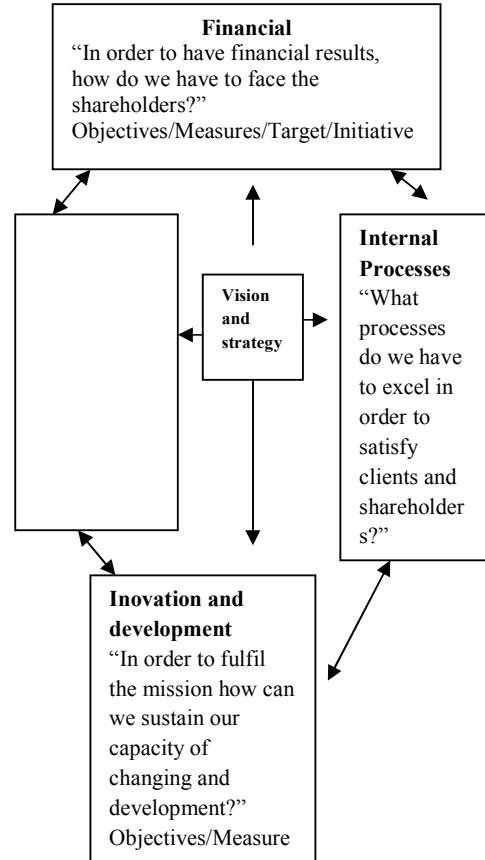 Financial
“In order to have financial results,
how do we have to face the
shareholders?”
Objectives/Measures/Target/Initiative
Vision
and
strategy
Internal
Processes
“What
processes
do we have
to excel in
order to
satisfy
clients and
shareholder
s?”
Inovation and
development
“In order to fulfil
the mission how can
we sustain our
capacity of
changing and
development?”
Objectives/Measure